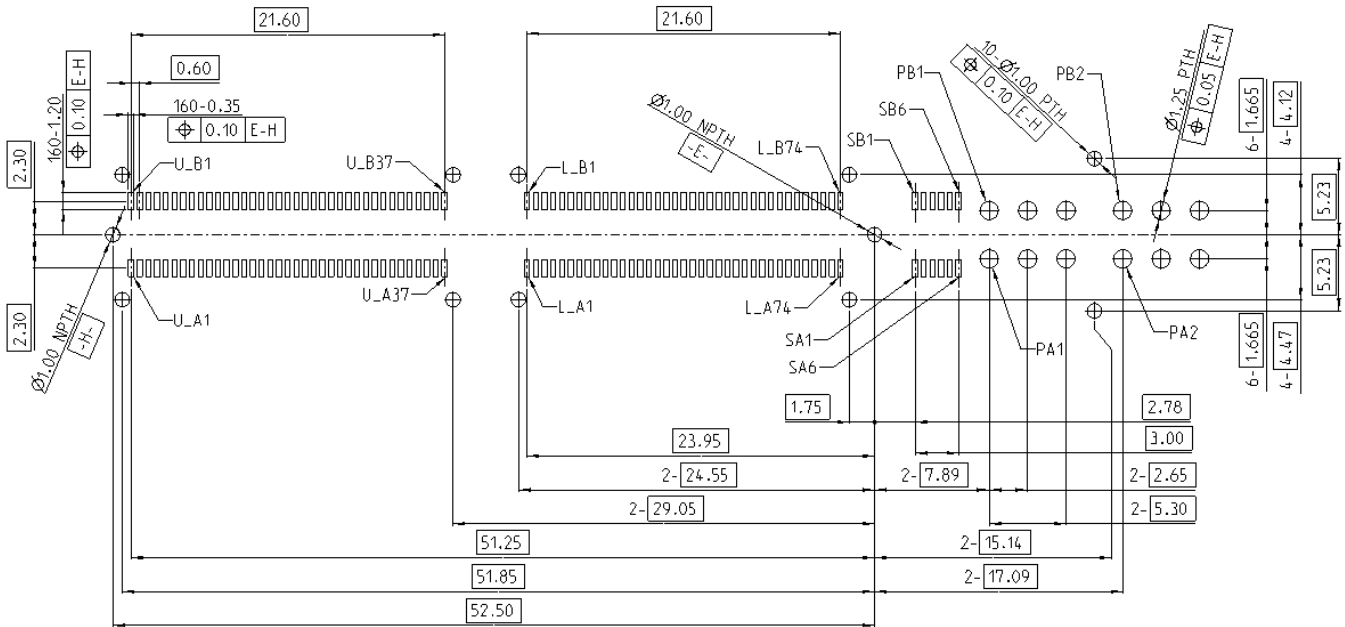 21.60
21.60
0.60
160-1.20
0.10 E-H
160-0.35
0.10 E-H
2.30
2.30
U_B1
U_B37
L_B1
L_B74
Ø1.00 NPTH
-E-
SB1
SB6
PB1
PB2
10-Ø1.00 PTH
0.10 E-H
Ø1.25 PTH
0.05 E-H
6-1.665
4-4.12
5.23
5.23
6-1.665
4-4.47
Ø1.00 NPTH
-H-
U_A1
U_A37
L_A1
L_A74
SA1
SA6
PA1
PA2
1.75
2.78
3.00
23.95
2-24.55
2-7.89
2-2.65
2-29.05
2-5.30
51.25
2-15.14
51.85
2-17.09
52.50